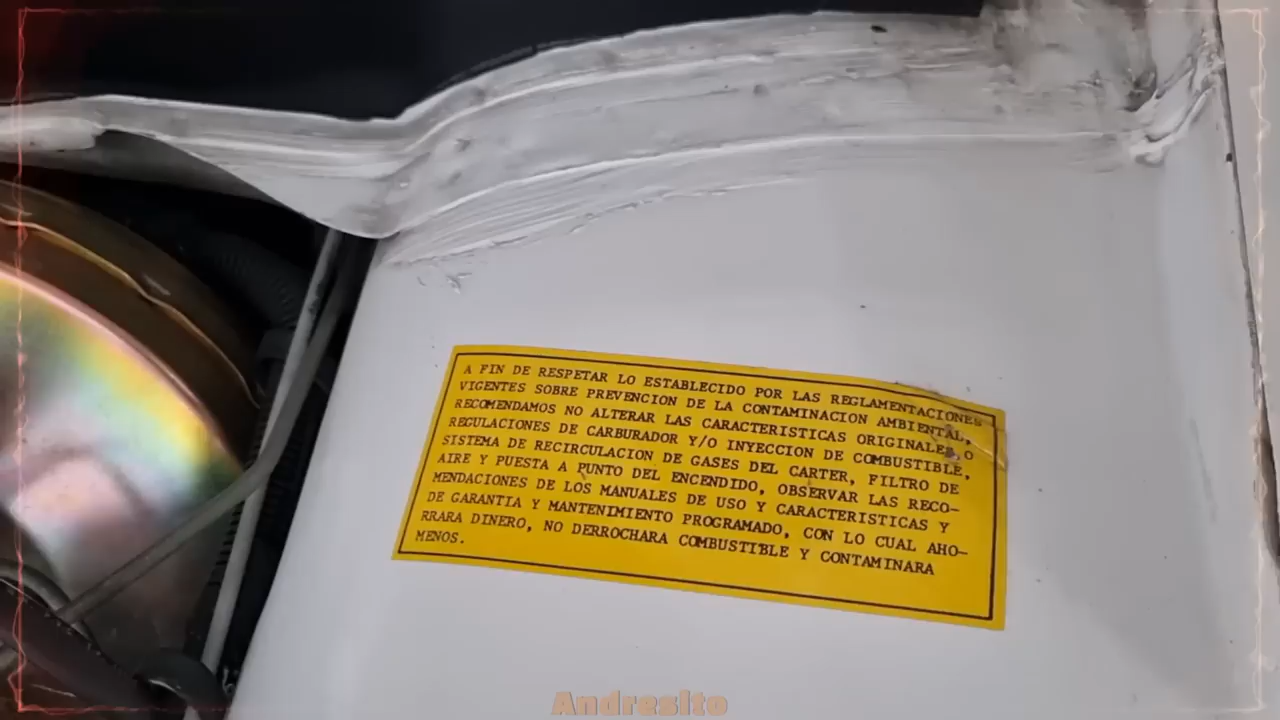 A FIN DE RESPETAR LO ESTABLECIDO POR LAS REGLAMENTACIONES
VIGENTES SOBRE PREVENCION DE LA CONTAMINACION AMBIENTAL,
RECOMENDAMOS NO ALTERAR LAS CARACTERISTICAS ORIGINALES O
REGULACIONES DE CARBURADOR Y/O INYECCION DE COMBUSTIBLE,
SISTEMA DE RECIRCULACION DE GASES DEL CARTER, FILTRO DE
AIRE Y PUESTA A PUNTO DEL ENCENDIDO, OBSERVAR LAS RECO-
MENDACIONES DE LOS MANUALES DE USO Y CARACTERISTICAS Y
DE GARANTIA Y MANTENIMIENTO PROGRAMADO, CON LO CUAL AHO-
RRARA DINERO, NO DERROCHARA COMBUSTIBLE Y CONTAMINARA
MENOS.
Andresito